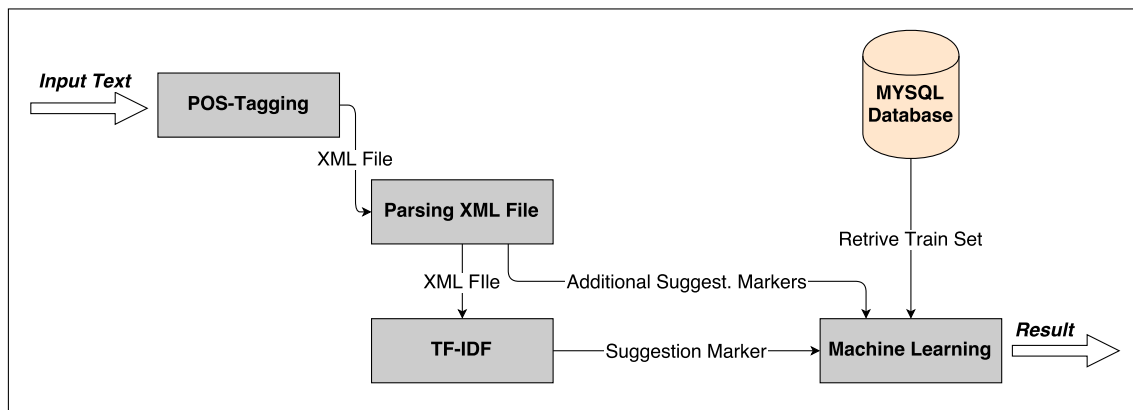 Input Text
POS-Tagging
MYSQL
Database
XML File
Parsing XML File
Retrive Train Set
XML FIle
Additional Suggest. Markers
TF-IDF
Suggestion Marker
Machine Learning
Result